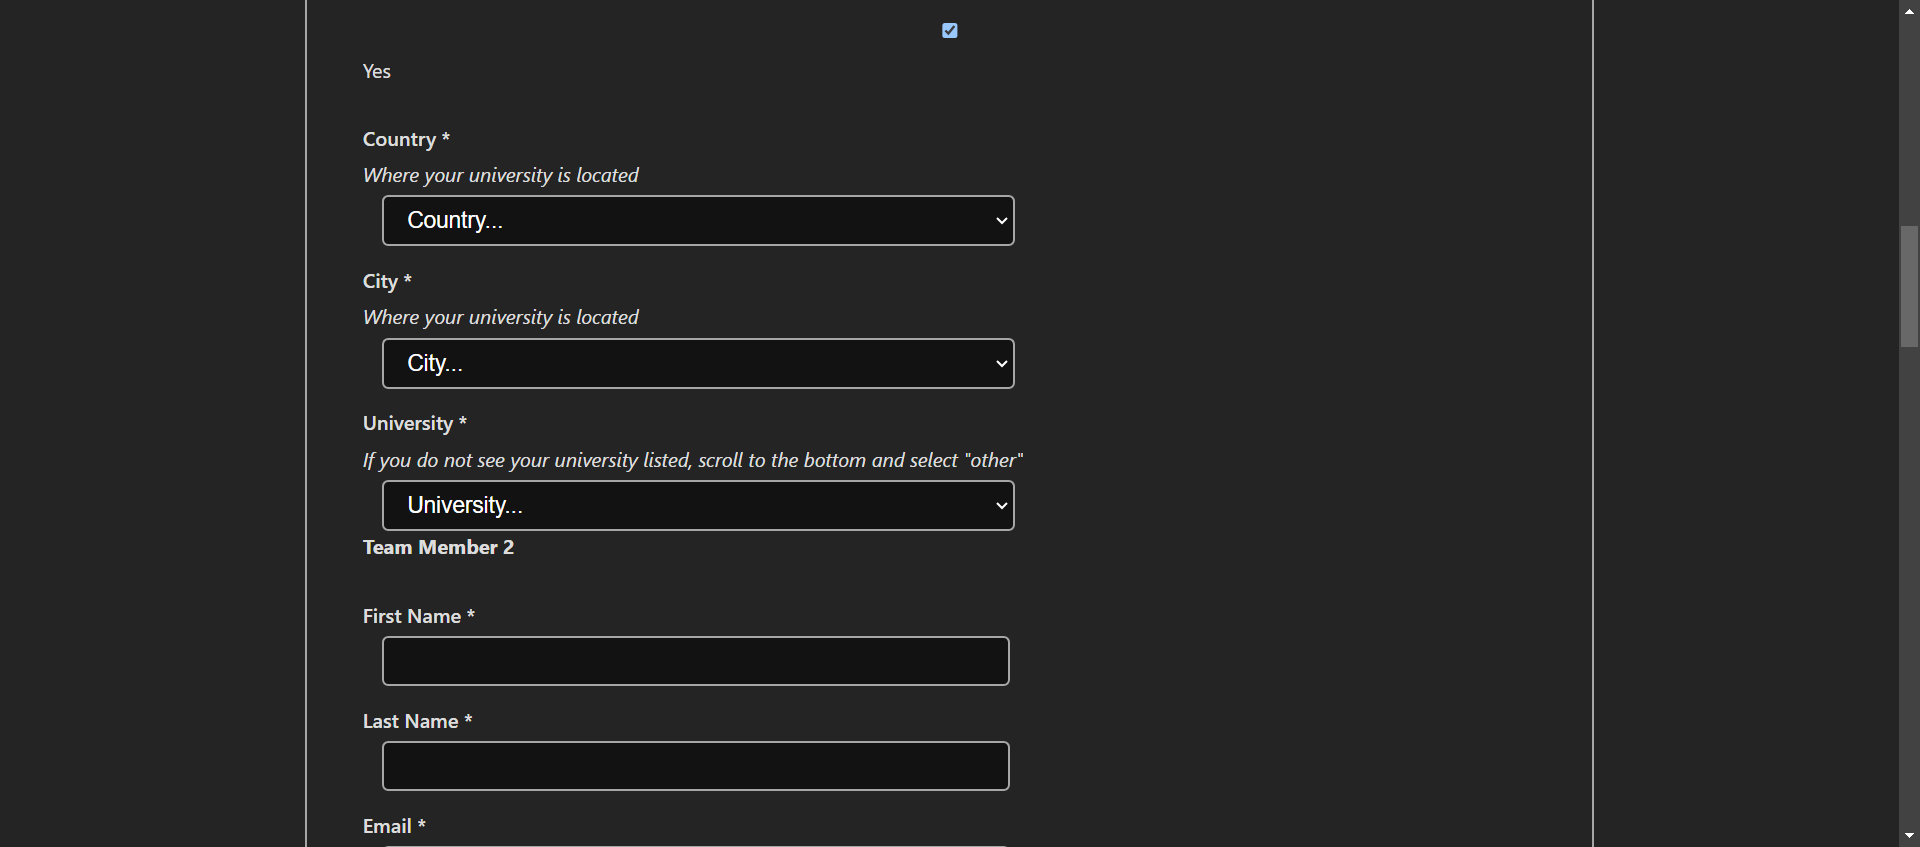 Yes
Country *
Where your university is located
Country...
City *
Where your university is located
City...
University *
If you do not see your university listed, scroll to the bottom and select "other"
University...
Team Member 2
First Name *
Last Name *
Email *